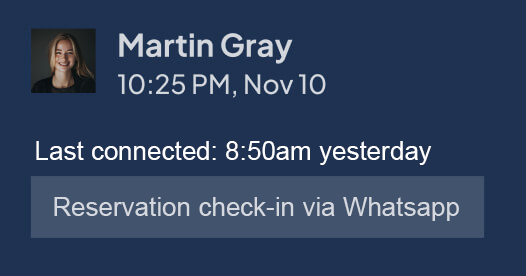 Martin Gray
10:25 PM, Nov 10
Last connected: 8:50am yesterday
Reservation check-in via Whatsapp